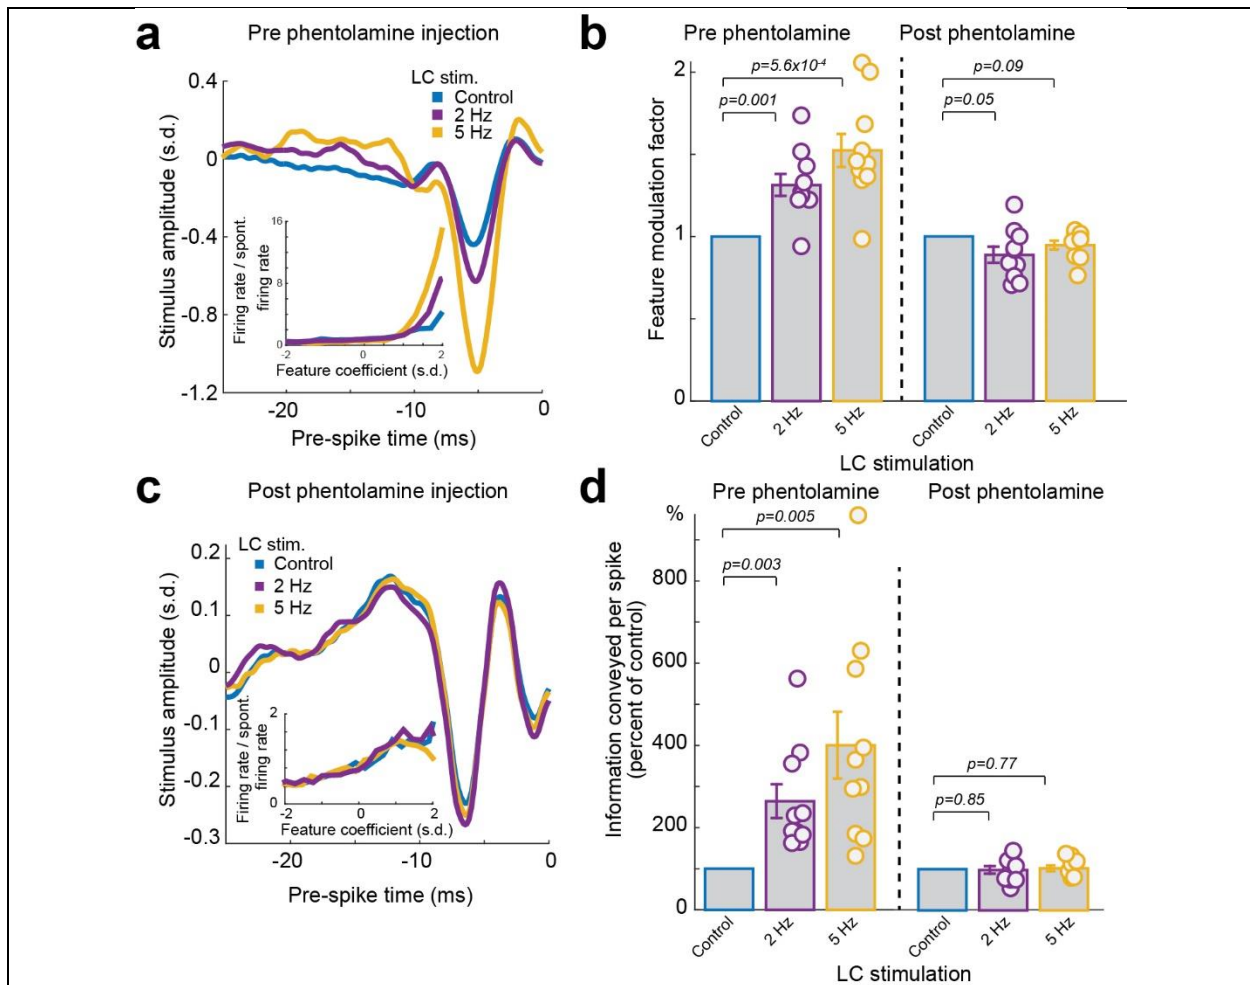 a
Pre phentolamine injection
LC stim.
Control
2 Hz
5 Hz
Stimulus amplitude (s.d.)
0.4
0
-0.4
-0.8
-1.2
-20
-10
0
Pre-spike time (ms)
Firing rate / spont.
firing rate
16
8
0
-2
0
2
Feature coefficient (s.d.)
b
Pre phentolamine
Post phentolamine
p=5.6x10-4
p=0.001
p=0.09
p=0.05
Feature modulation factor
2
1
0
Control
2 Hz
5 Hz
Control
2 Hz
5 Hz
LC stimulation
c
Post phentolamine injection
LC stim.
Control
2 Hz
5 Hz
Stimulus amplitude (s.d.)
0.2
0.1
0
-0.1
-0.2
-0.3
-20
-10
0
Pre-spike time (ms)
Firing rate / spont.
firing rate
2
0
-2
0
2
Feature coefficient (s.d.)
d
Pre phentolamine
Post phentolamine
%
p=0.005
p=0.003
p=0.77
p=0.85
Information conveyed per spike
(percent of control)
800
600
400
200
0
Control
2 Hz
5 Hz
Control
2 Hz
5 Hz
LC stimulation